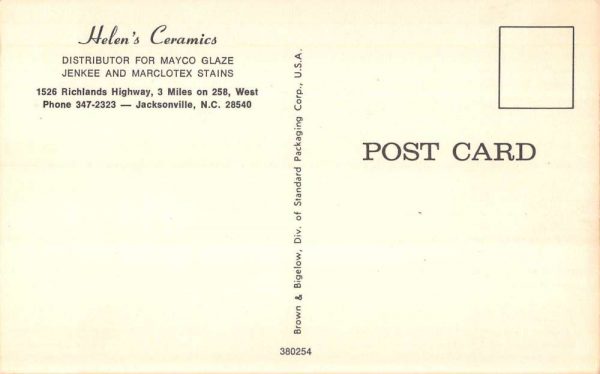 Helen's Ceramics
DISTRIBUTOR FOR MAYCO GLAZE
JENKEE AND MARCLOTEX STAINS
1526 Richlands Highway, 3 Miles on 258, West
Phone 347-2323 — Jacksonville, N.C. 28540
Brown & Bigelow, Div. of Standard Packaging Corp., U.S.A.
POST CARD
380254